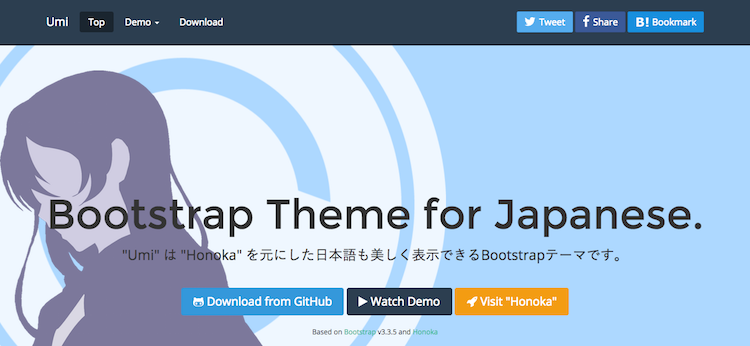 Umi Top Demo Download Tweet Share B! Bookmark
Bootstrap Theme for Japanese.
"Umi" は "Honoka" を元にした日本語も美しく表示できるBootstrapテーマです。
Download from GitHub Watch Demo Visit "Honoka"
Based on Bootstrap v3.3.5 and Honoka